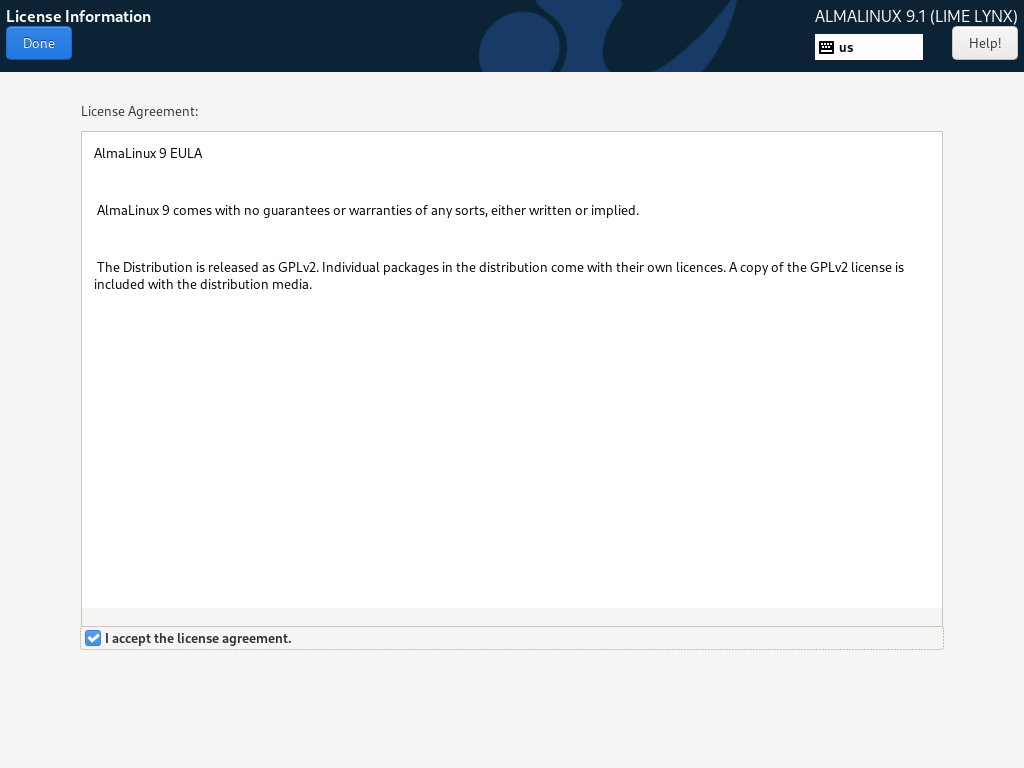 License Information
ALMALINUX 9.1 (LIME LYNX)
Done
us
Help!
License Agreement:
AlmaLinux 9 EULA
AlmaLinux 9 comes with no guarantees or warranties of any sorts, either written or implied.
The Distribution is released as GPLv2. Individual packages in the distribution come with their own licences. A copy of the GPLv2 license is
included with the distribution media.
I accept the license agreement.